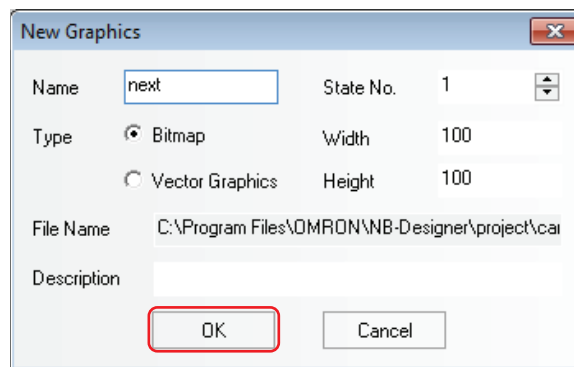 New Graphics
Name next State No. 1
Type Bitmap Width 100
Vector Graphics Height 100
File Name C:\Program Files\OMRON\NB-Designer\project\car
Description
OK Cancel